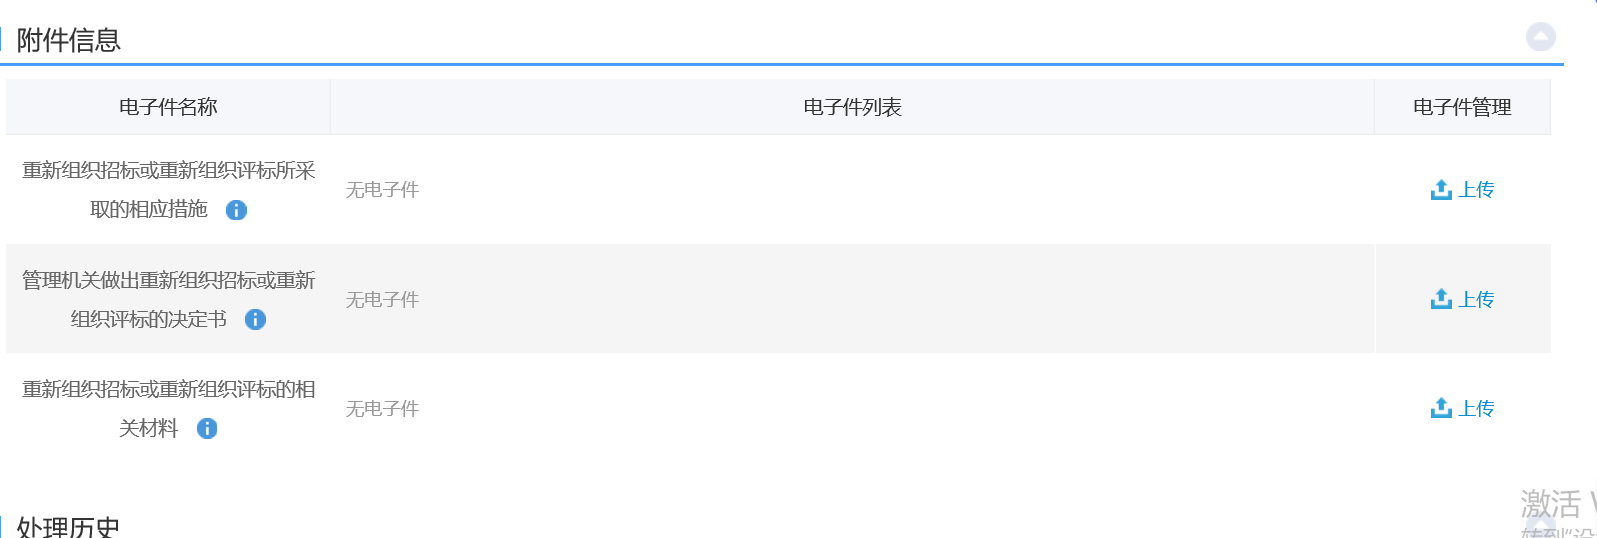 附件信息
电子件名称 电子件列表 电子件管理
重新组织招标或重新组织评标所采
取的相应措施
无电子件
上传
管理机关做出重新组织招标或重新
组织评标的决定书
无电子件
上传
重新组织招标或重新组织评标的相
关材料
无电子件
上传
处理历史
激活
转到"设